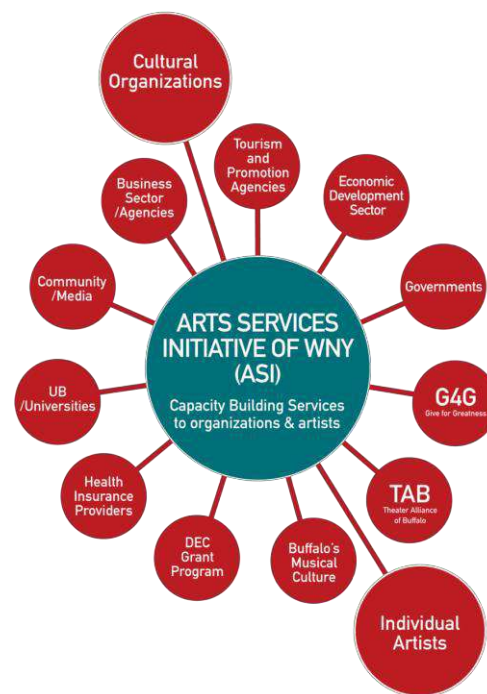 Cultural
Organizations
Tourism
and
Promotion
Agencies
Business
Sector
/Agencies
Economic
Development
Sector
Community
/Media
Governments
ARTS SERVICES
INITIATIVE OF WNY
(ASI)
Capacity Building Services
to organizations & artists
UB
/Universities
G4G
Give for Greatness
Health
Insurance
Providers
TAB
Theater Alliance
of Buffalo
DEC
Grant
Program
Buffalo's
Musical
Culture
Individual
Artists